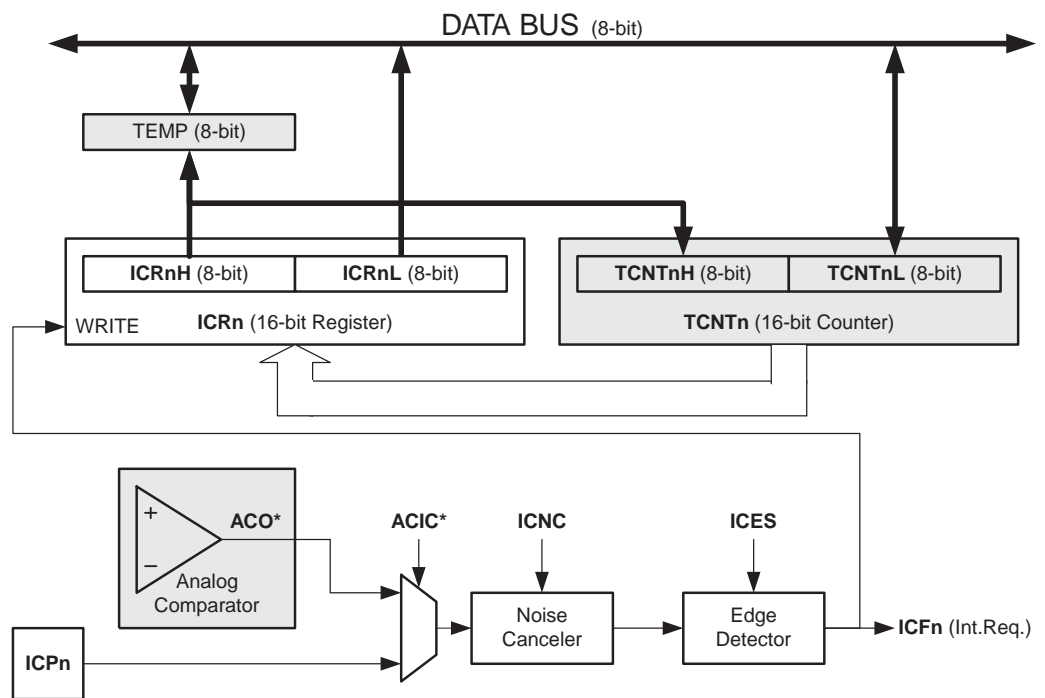 DATA BUS (8-bit)
TEMP (8-bit)
ICRnH (8-bit) ICRnL (8-bit) TCNTnH (8-bit) TCNTnL (8-bit)
WRITE ICRn (16-bit Register) TCNTn (16-bit Counter)
+
ACO* ACIC* ICNC ICES
−
Analog
Comparator
Noise
Canceler
Edge
Detector
ICFn (Int.Req.)
ICPn